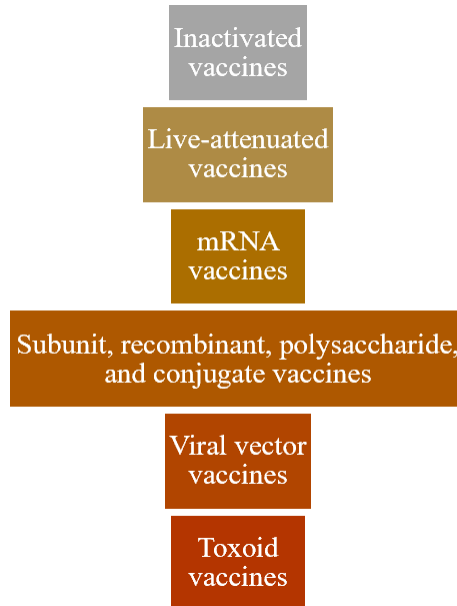 Inactivated
vaccines
Live-attenuated
vaccines
mRNA
vaccines
Subunit, recombinant, polysaccharide,
and conjugate vaccines
Viral vector
vaccines
Toxoid
vaccines